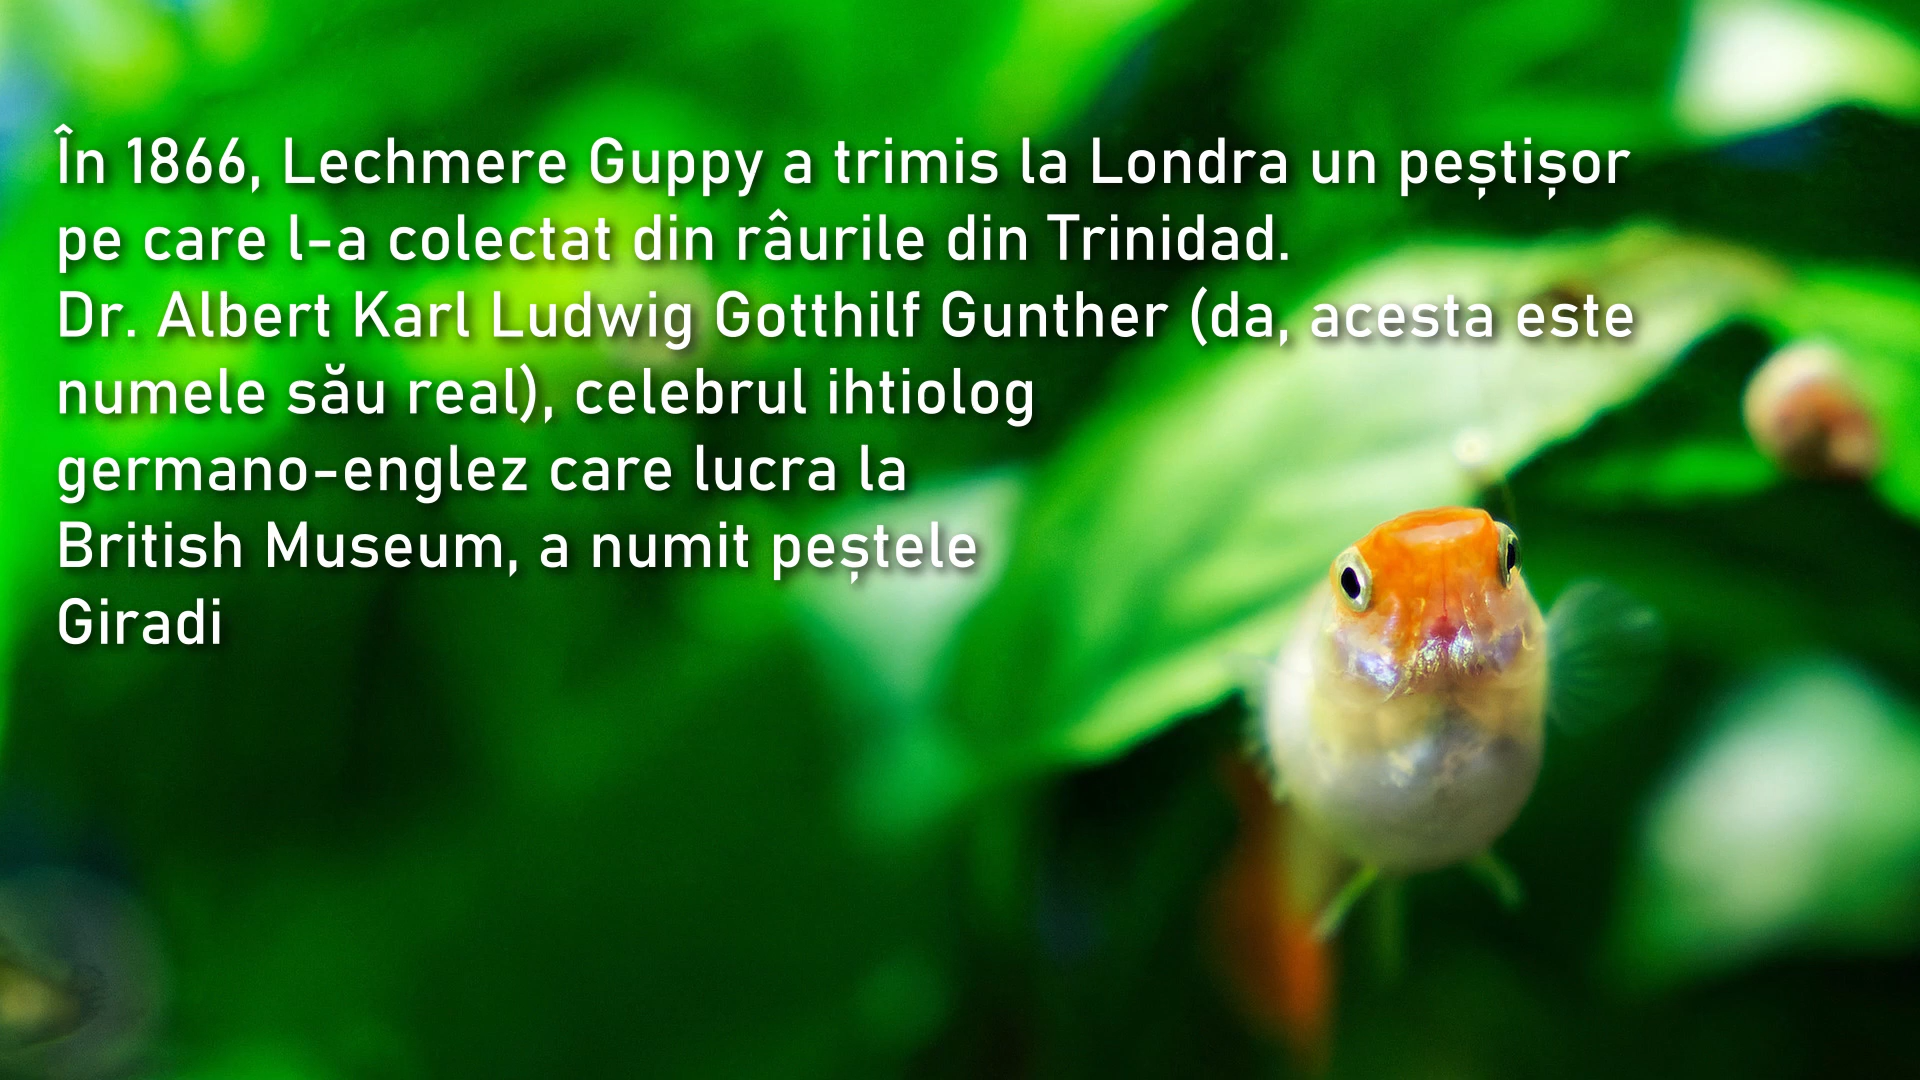 În 1866, Lechmere Guppy a trimis la Londra un peștișor
pe care l-a colectat din râurile din Trinidad.
Dr. Albert Karl Ludwig Gotthilf Gunther (da, acesta este
numele său real), celebrul ihtiolog
germano-englez care lucra la
British Museum, a numit peștele
Giradi